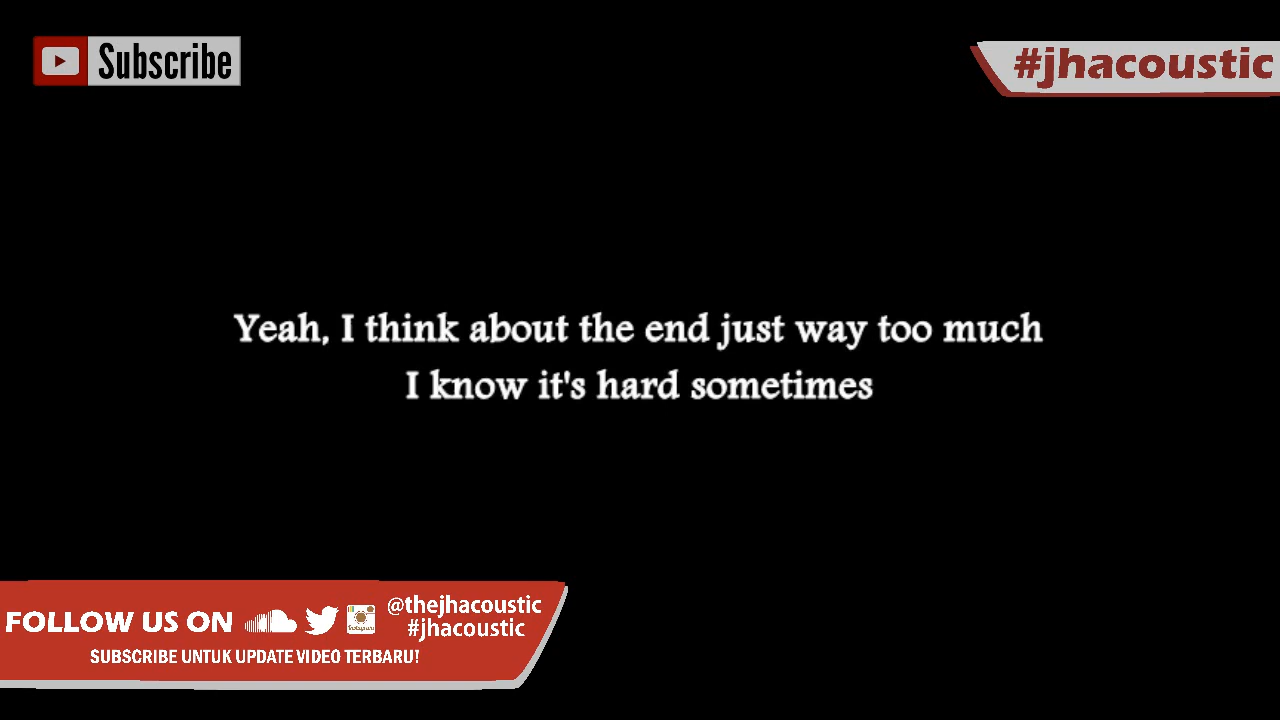 Subscribe
#jhacoustic
Yeah, I think about the end just way too much
I know it's hard sometimes
FOLLOW US ON
@thejhacoustic
#jhacoustic
SUBSCRIBE UNTUK UPDATE VIDEO TERBARU!